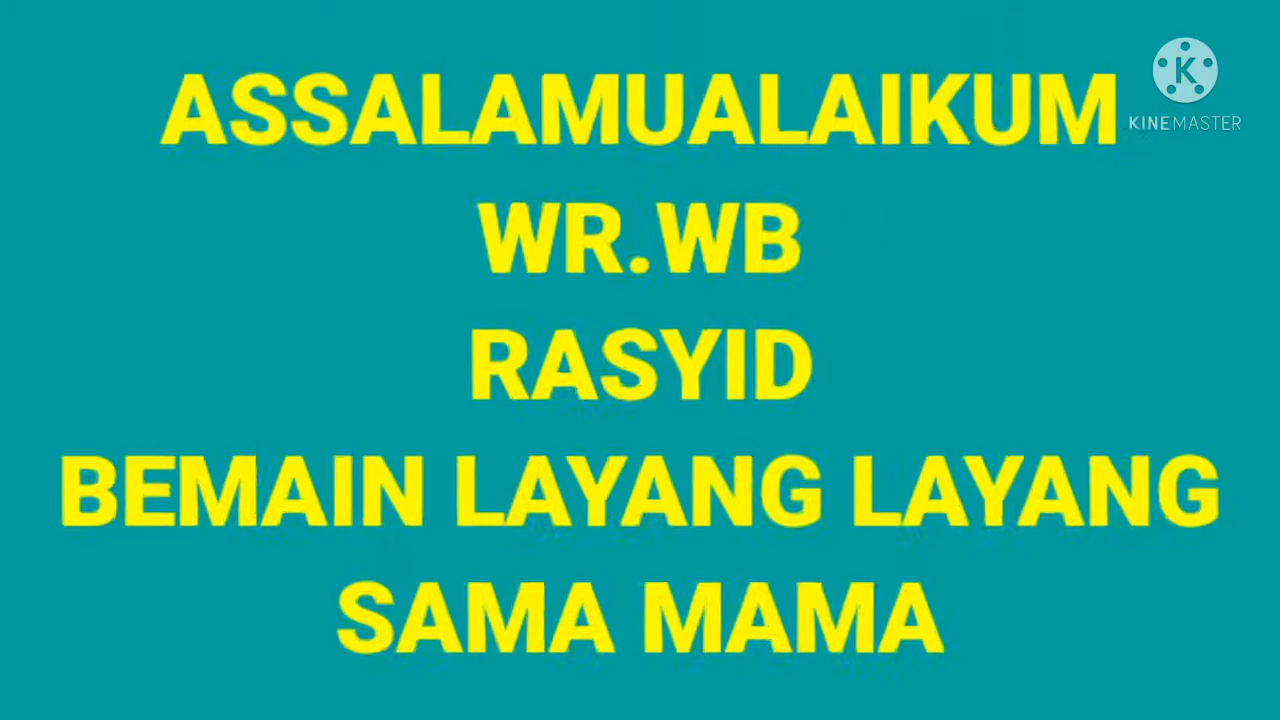 ASSALAMUALAIKUM
KINEMASTER
WR.WB
RASYID
BEMAIN LAYANG LAYANG
SAMA MAMA